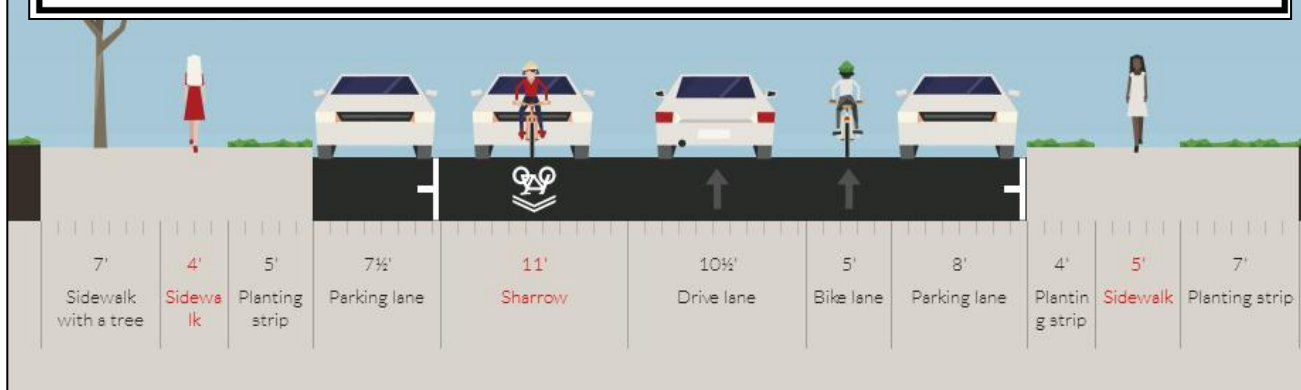 7' 4' 5' 7½' 11' 10½' 5' 8' 4' 5' 7'
Sidewalk Sidewa Planting Parking lane Sharrow Drive lane Bike lane Parking lane Plantin Sidewalk Planting strip
with a tree lk strip g strip